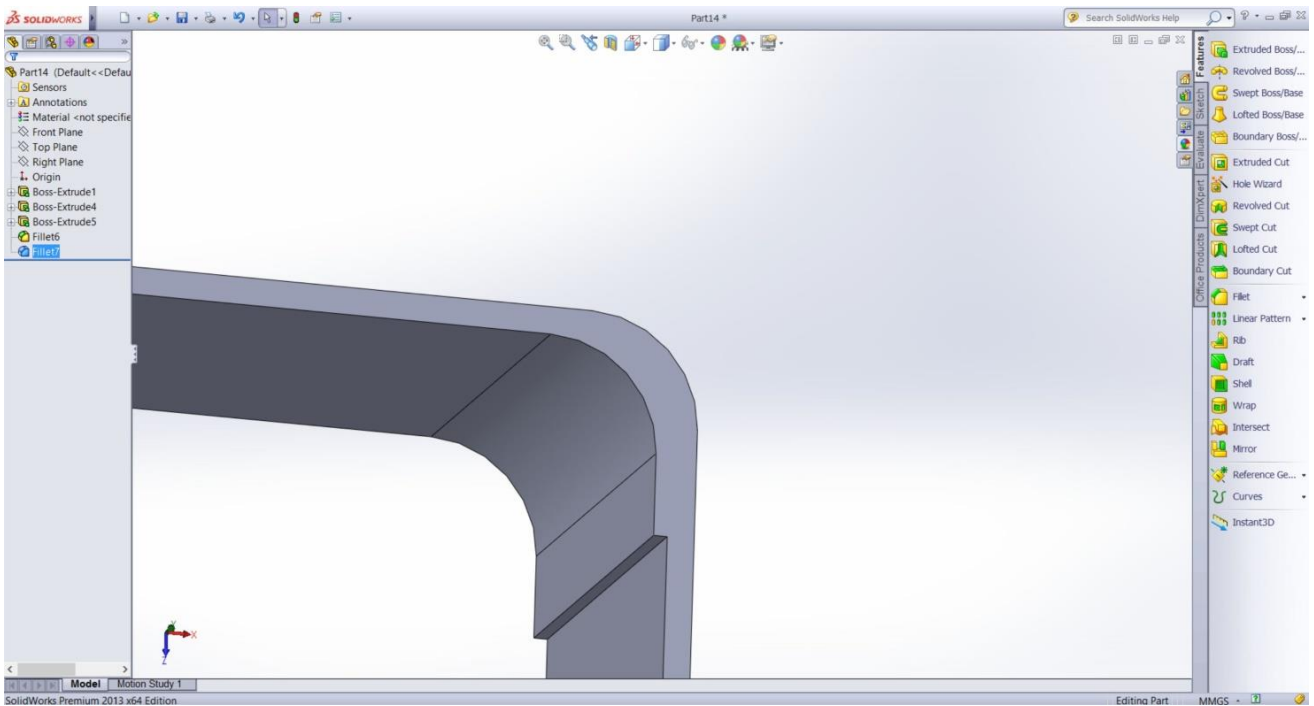 SOLIDWORKS
Part14 *
Search SolidWorks Help
Part14 (Default<<Defau
Sensors
Annotations
Material <not specifie
Front Plane
Top Plane
Right Plane
Origin
Boss-Extrude1
Boss-Extrude4
Boss-Extrude5
Fillet6
Fillet7
Features
Sketch
Evaluate
DimXpert
Office Products
Extruded Boss/...
Revolved Boss/...
Swept Boss/Base
Lofted Boss/Base
Boundary Boss/...
Extruded Cut
Hole Wizard
Revolved Cut
Swept Cut
Lofted Cut
Boundary Cut
Fillet
Linear Pattern
Rib
Draft
Shell
Wrap
Intersect
Mirror
Reference Ge...
Curves
Instant3D
Y
X
Z
Model
Motion Study 1
SolidWorks Premium 2013 x64 Edition
Editing Part
MMGS